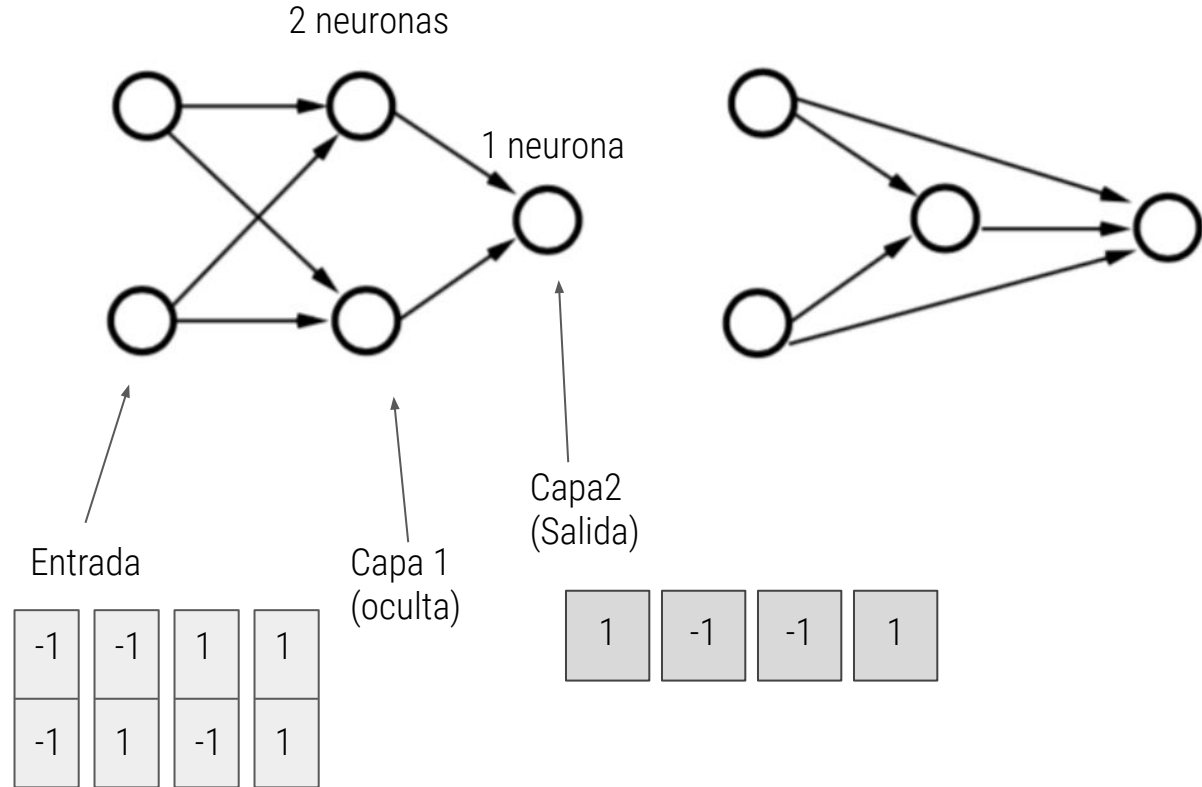 2 neuronas
1 neurona
Capa2
(Salida)
Entrada
Capa 1
(oculta)
-1 -1 1 1
-1 1 -1 1
1 -1 -1 1